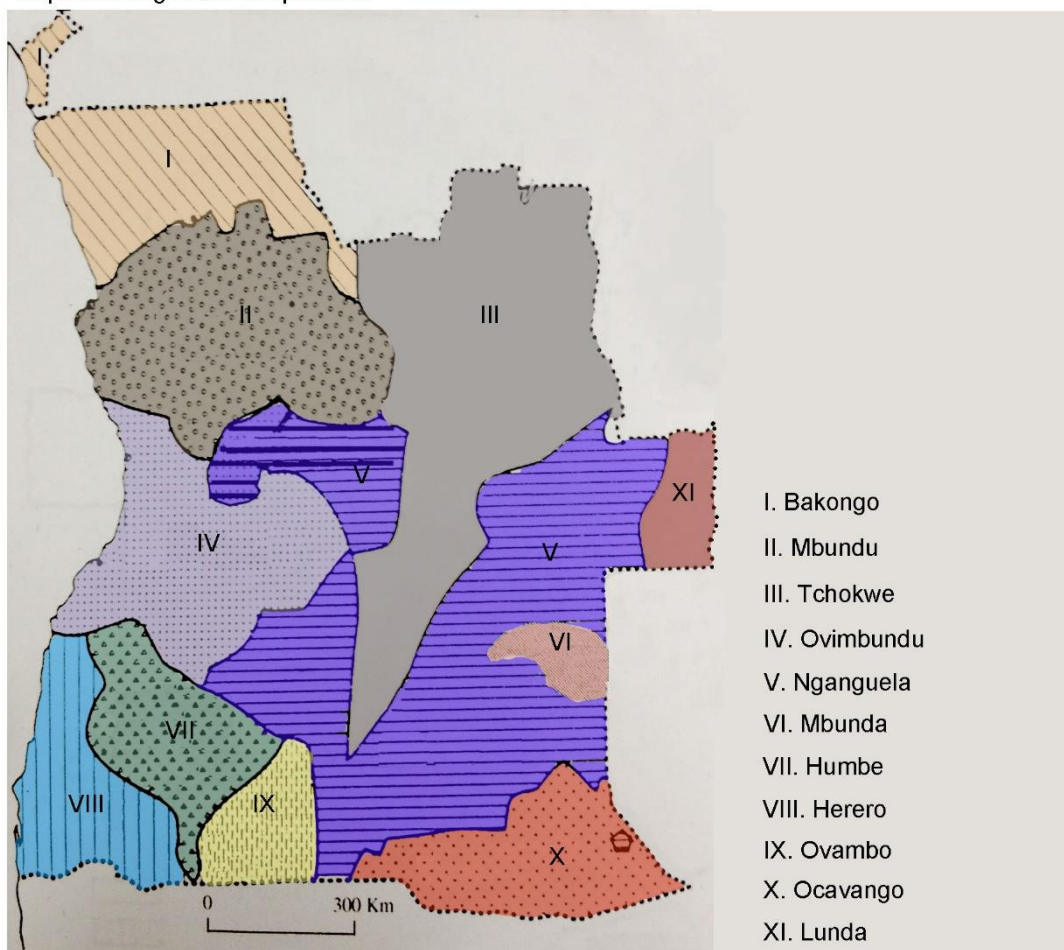 I
I
II
III
V
XI
IV
V
VI
VII
VIII
IX
X
0 300 Km
I. Bakongo
II. Mbundu
III. Tchokwe
IV. Ovimbundu
V. Nganguela
VI. Mbunda
VII. Humbe
VIII. Herero
IX. Ovambo
X. Ocavango
XI. Lunda